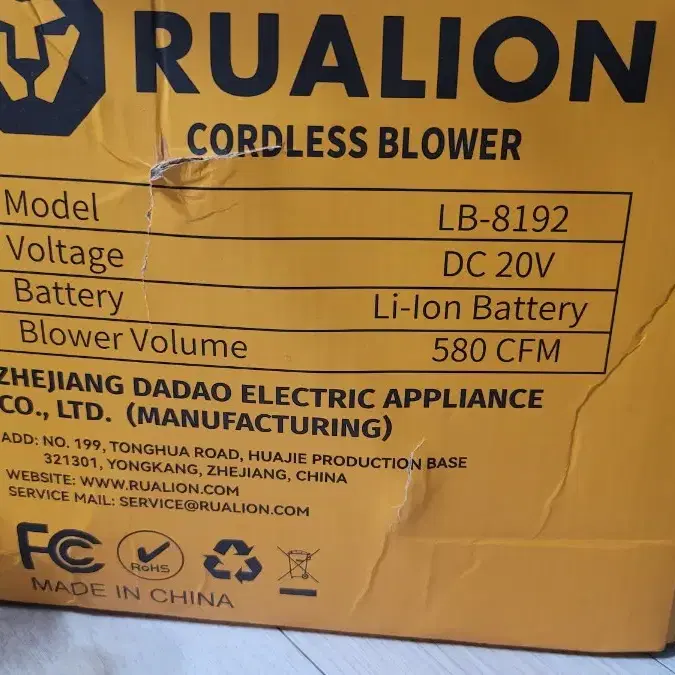 RUALION
CORDLESS BLOWER
Model LB-8192
Voltage DC 20V
Battery Li-Ion Battery
Blower Volume 580 CFM
ZHEJIANG DADAO ELECTRIC APPLIANCE
CO., LTD. (MANUFACTURING)
ADD: NO. 199, TONGHUA ROAD, HUAJIE PRODUCTION BASE
321301, YONGKANG, ZHEJIANG, CHINA
WEBSITE: WWW.RUALION.COM
SERVICE MAIL: SERVICE@RUALION.COM
FC RoHS
MADE IN CHINA